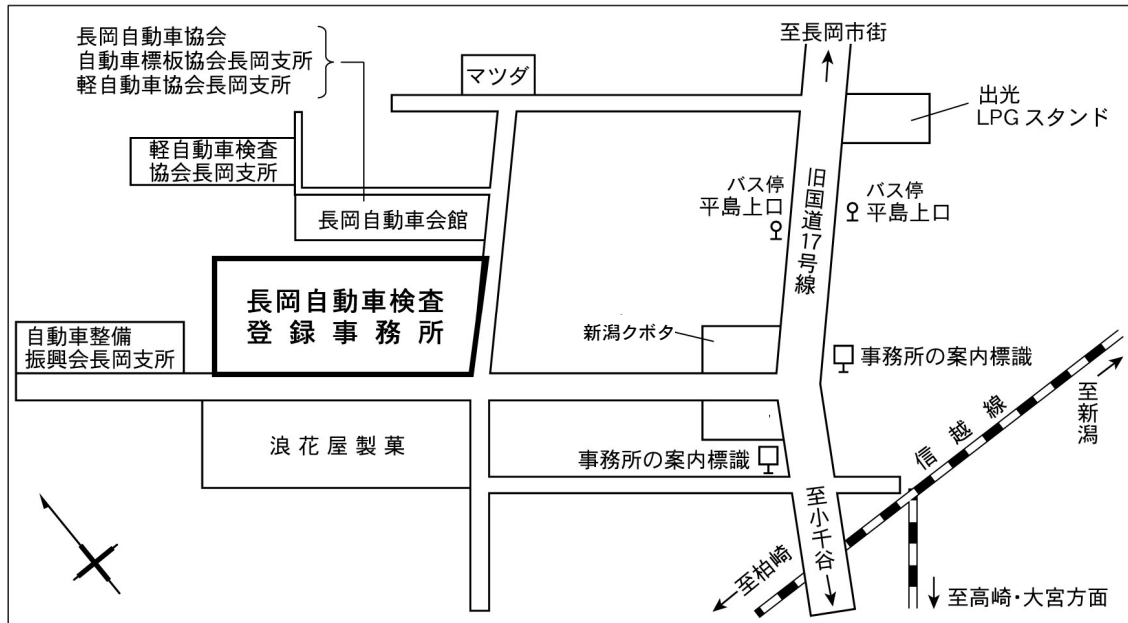 長岡自動車協会
自動車標板協会長岡支所
軽自動車協会長岡支所
マツダ
至長岡市街
出光
LPGスタンド
軽自動車検査
協会長岡支所
長岡自動車会館
バス停
平島上口
旧国道17号線
バス停
平島上口
長岡自動車検査
登録事務所
自動車整備
振興会長岡支所
新潟クボタ
事務所の案内標識
至新潟
信越線
浪花屋製菓
事務所の案内標識
至小千谷
至柏崎
至高崎・大宮方面